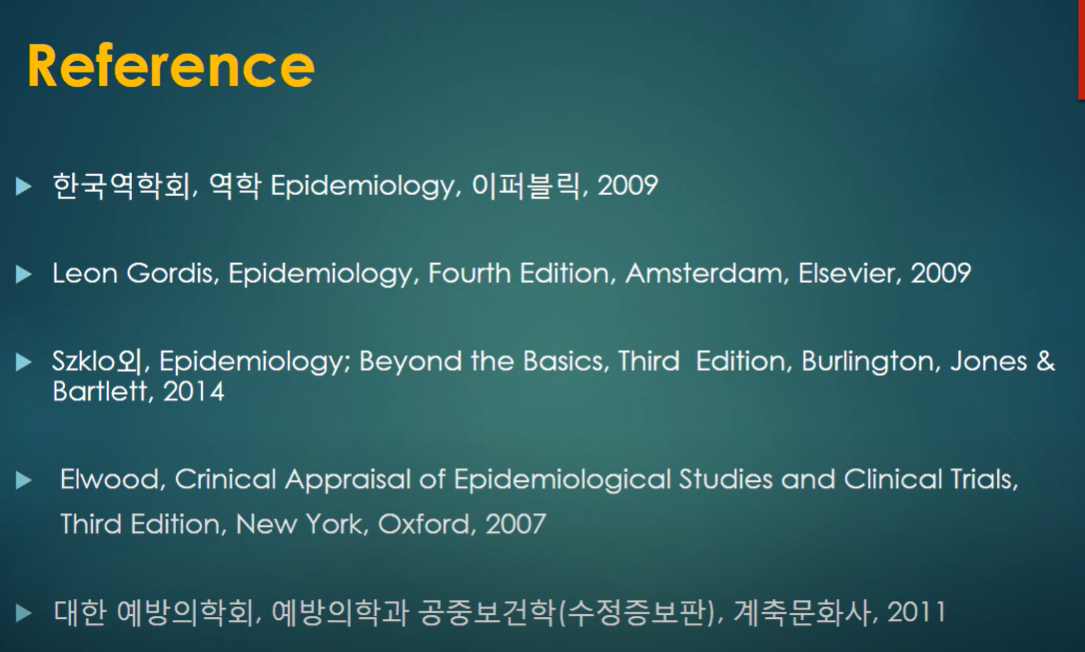 Reference
한국역학회, 역학 Epidemiology, 이퍼블릭, 2009
Leon Gordis, Epidemiology, Fourth Edition, Amsterdam, Elsevier, 2009
Szklo외, Epidemiology; Beyond the Basics, Third Edition, Burlington, Jones &
Bartlett, 2014
Elwood, Crinical Appraisal of Epidemiological Studies and Clinical Trials,
Third Edition, New York, Oxford, 2007
대한 예방의학회, 예방의학과 공중보건학(수정증보판), 계축문화사, 2011